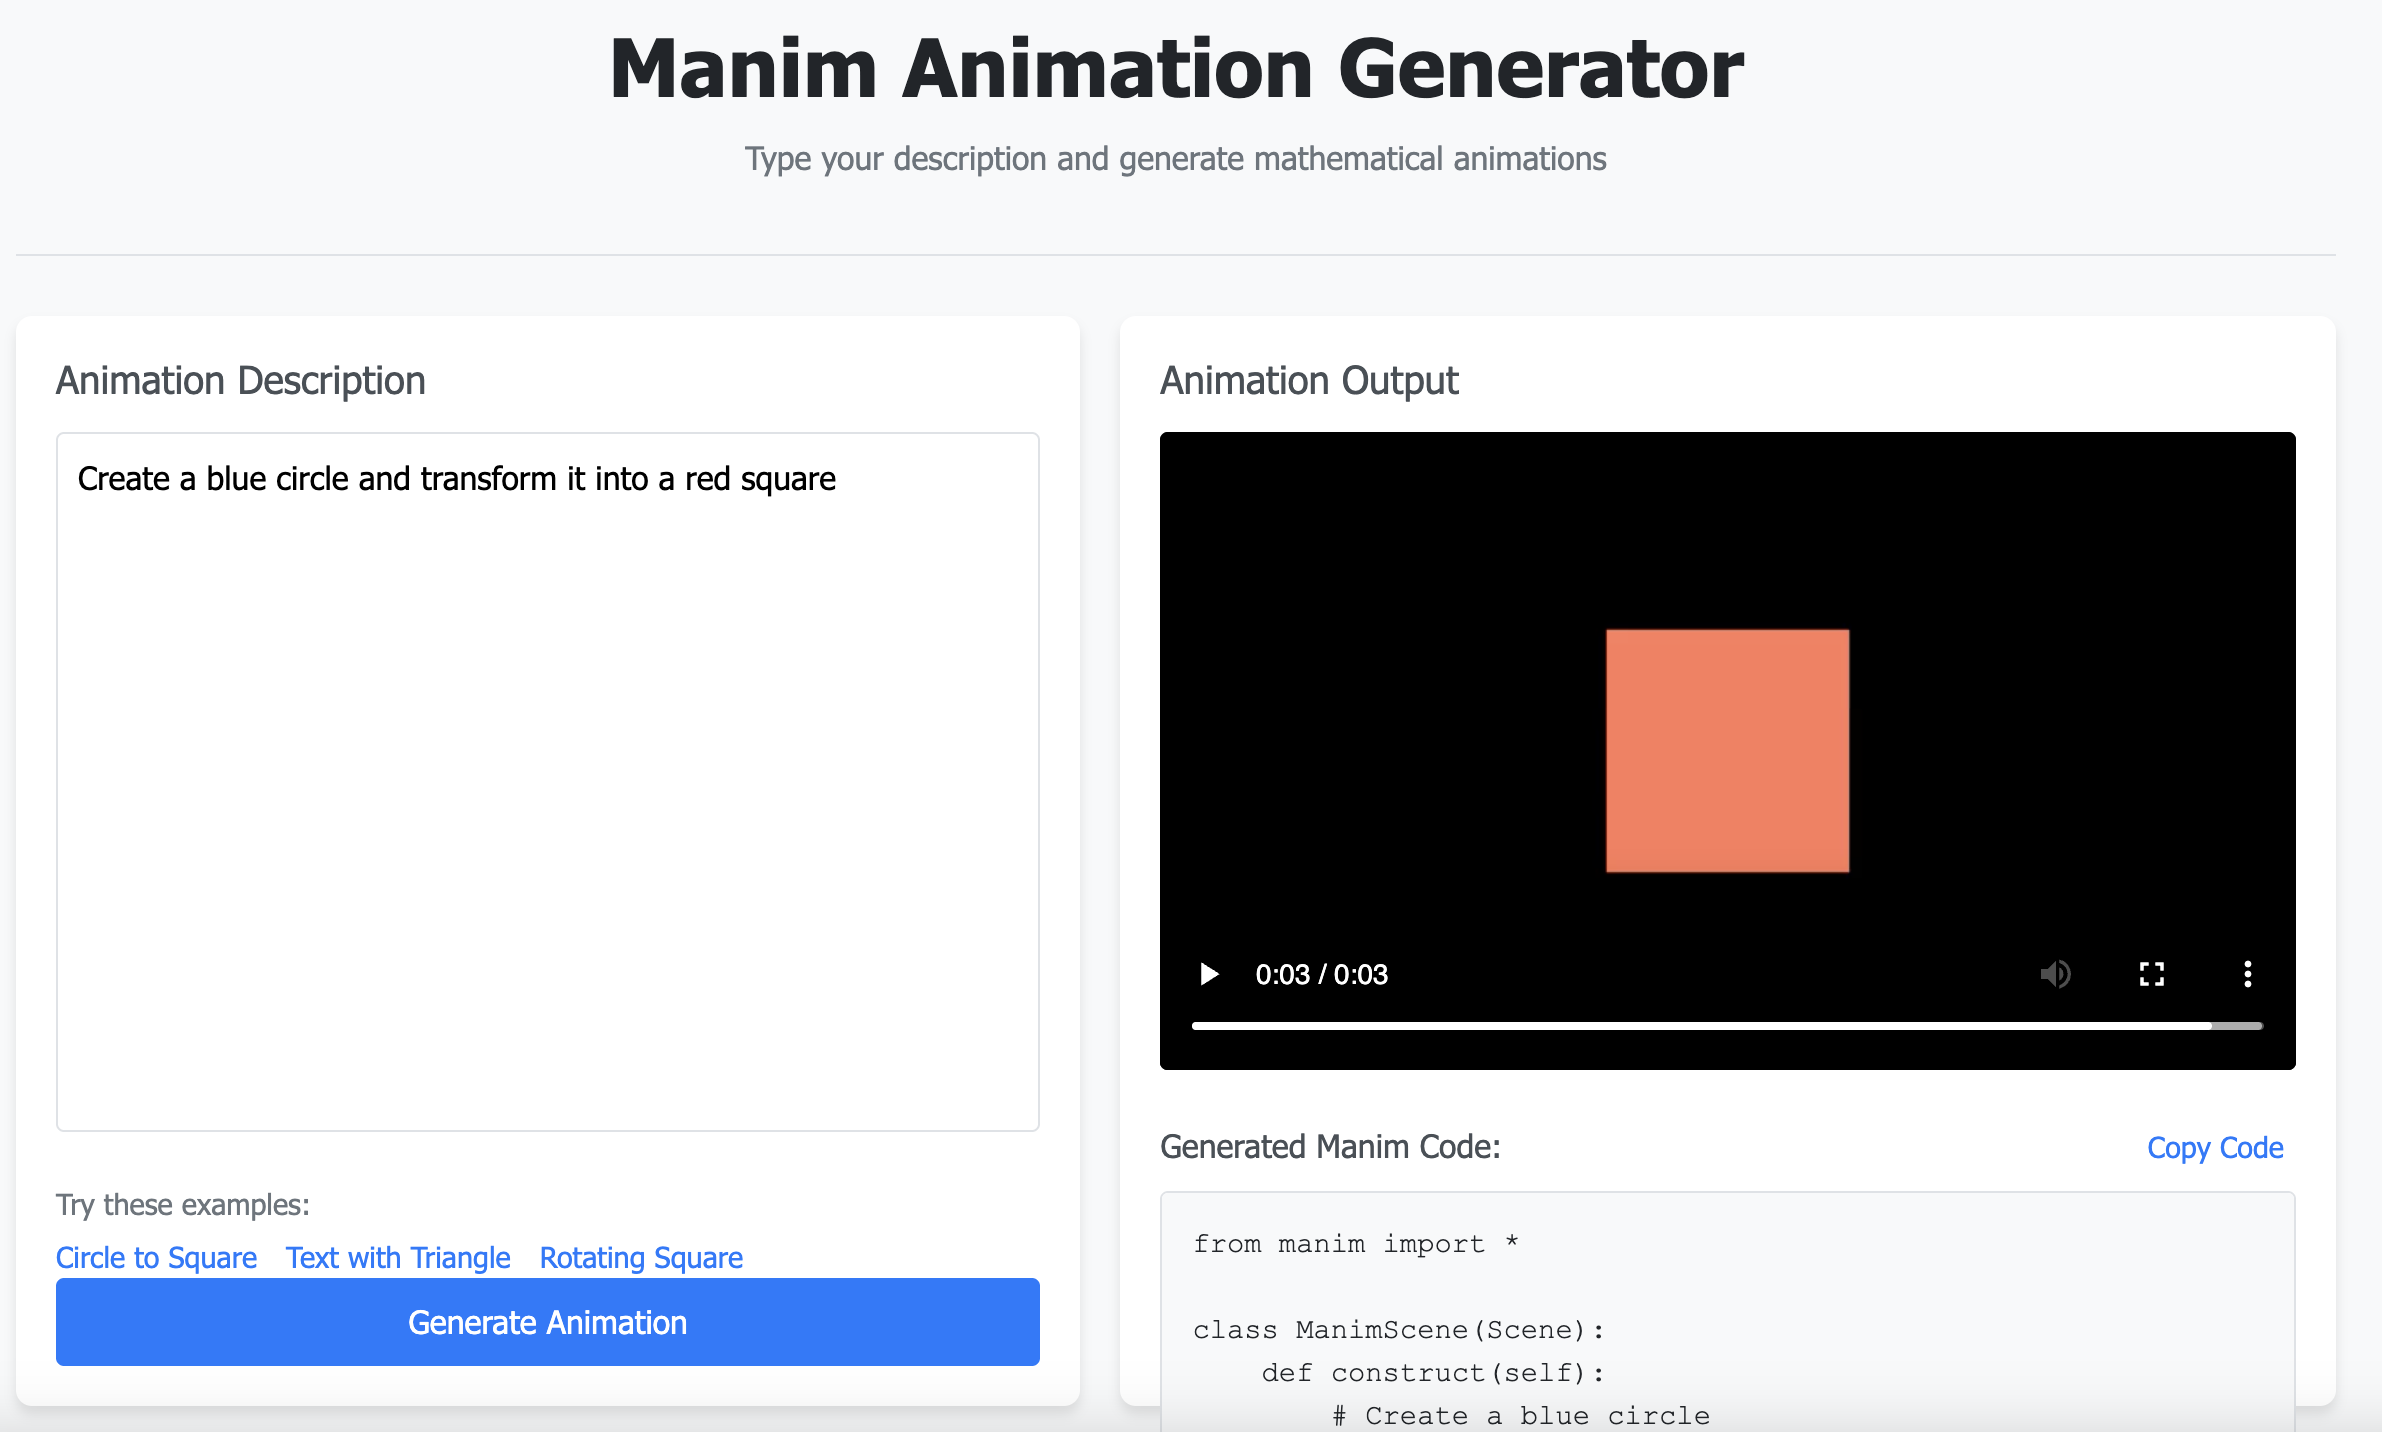 Manim Animation Generator
Type your description and generate mathematical animations
Animation Description
Create a blue circle and transform it into a red square
Try these examples:
Circle to Square   Text with Triangle   Rotating Square
Generate Animation
Animation Output
0:03 / 0:03
Generated Manim Code:
Copy Code
from manim import *
class ManimScene(Scene):
    def construct(self):
        # Create a blue circle